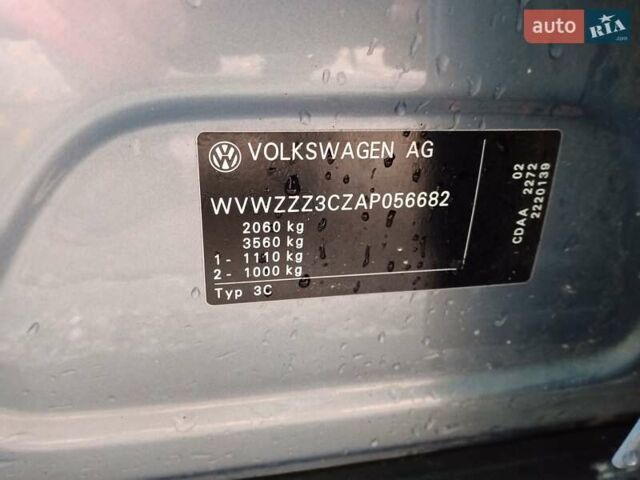 auto RIA
.com
VOLKSWAGEN AG
WVWZZZ3CZAP056682
2060 kg
3560 kg
1 - 1110 kg
2 - 1000 kg
Typ 3C
CDAA 02
2272
2220139